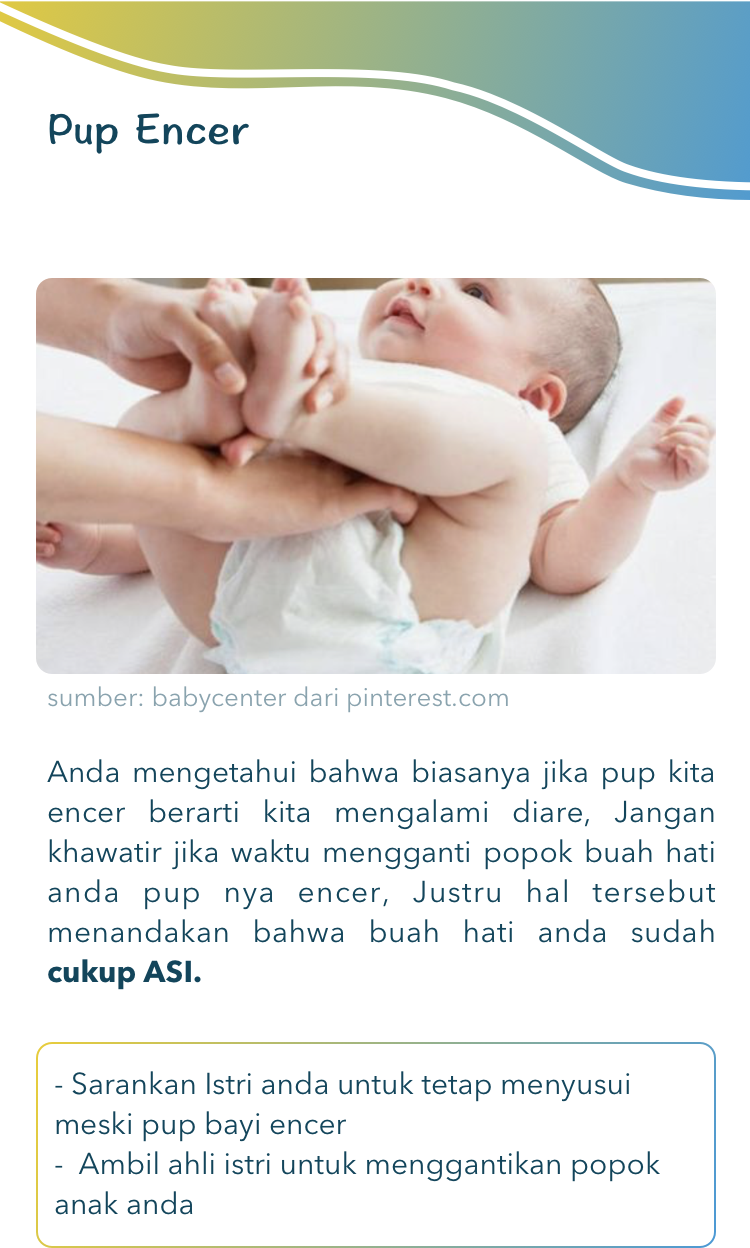 Pup Encer
sumber: babycenter dari pinterest.com
Anda mengetahui bahwa biasanya jika pup kita
encer berarti kita mengalami diare, Jangan
khawatir jika waktu mengganti popok buah hati
anda pup nya encer, Justru hal tersebut
menandakan bahwa buah hati anda sudah
cukup ASI.
- Sarankan Istri anda untuk tetap menyusui
meski pup bayi encer
- Ambil ahli istri untuk menggantikan popok
anak anda